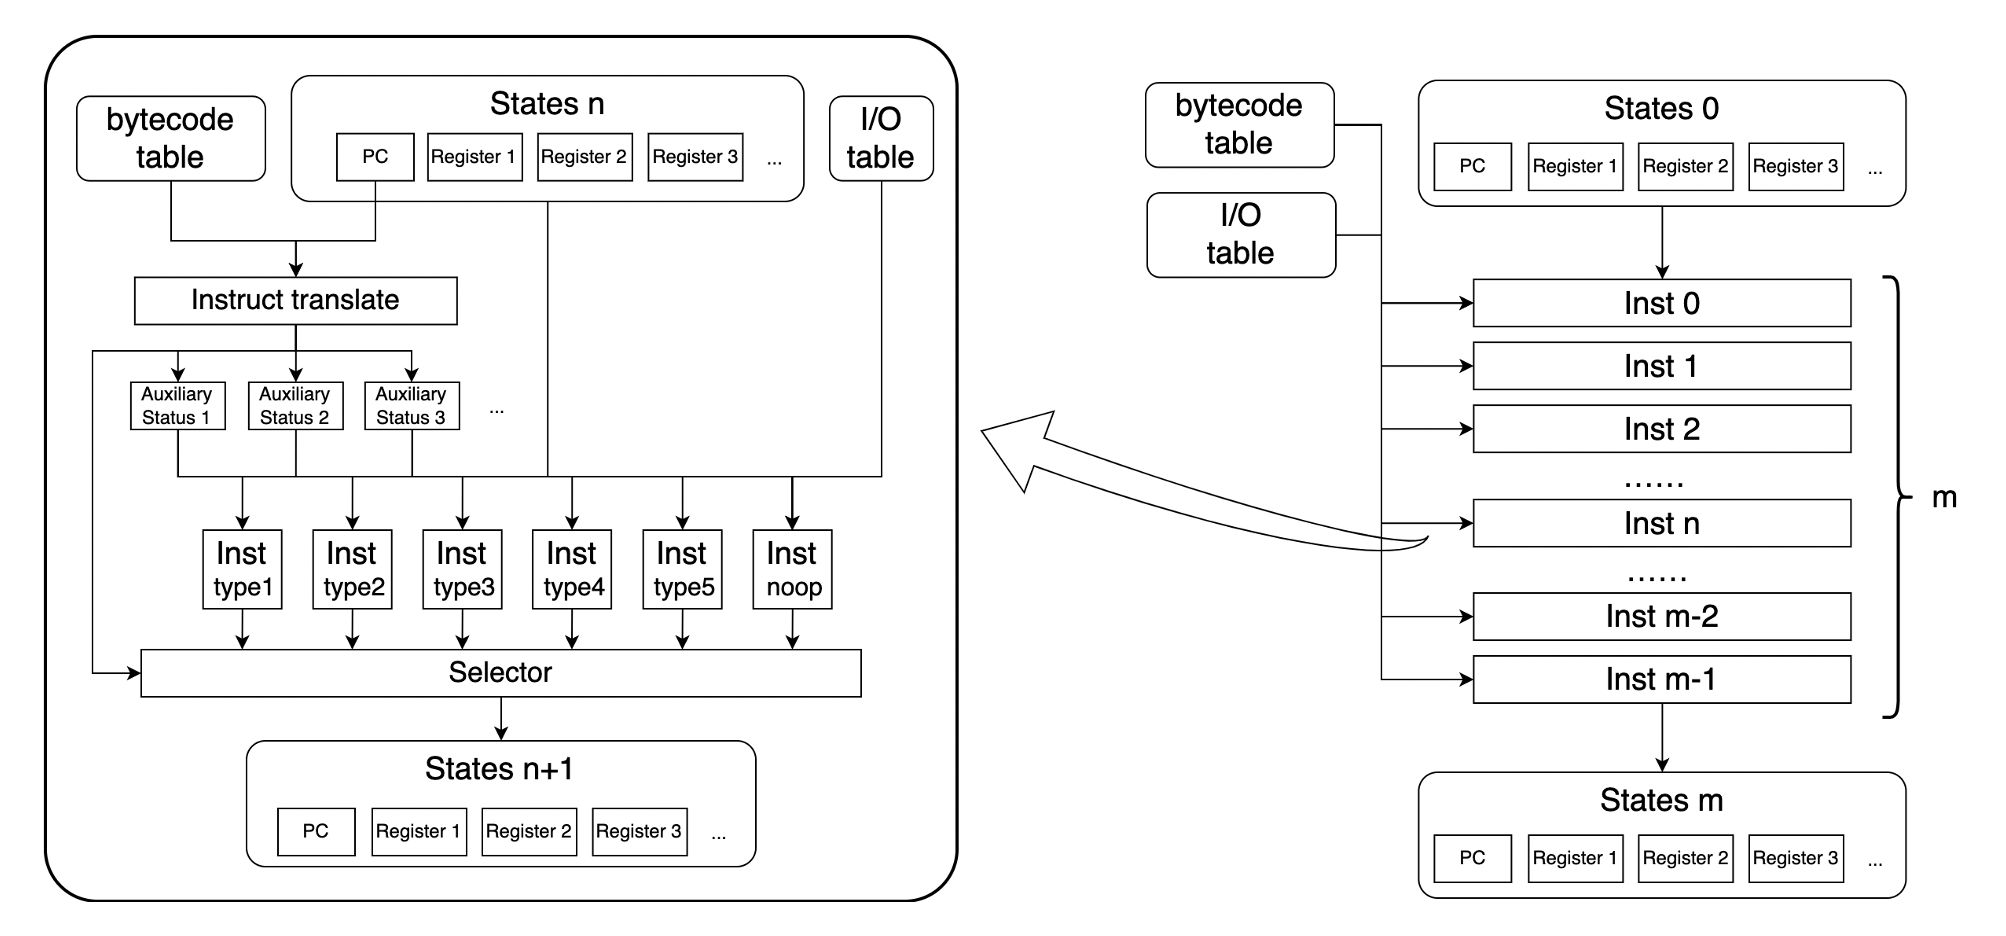 bytecode
table
States n
PC
Register 1
Register 2
Register 3
...
I/O
table
Instruct translate
Auxiliary
Status 1
Auxiliary
Status 2
Auxiliary
Status 3
...
Inst
type1
Inst
type2
Inst
type3
Inst
type4
Inst
type5
Inst
noop
Selector
States n+1
PC
Register 1
Register 2
Register 3
...
bytecode
table
I/O
table
States 0
PC
Register 1
Register 2
Register 3
...
Inst 0
Inst 1
Inst 2
......
Inst n
......
Inst m-2
Inst m-1
m
States m
PC
Register 1
Register 2
Register 3
...